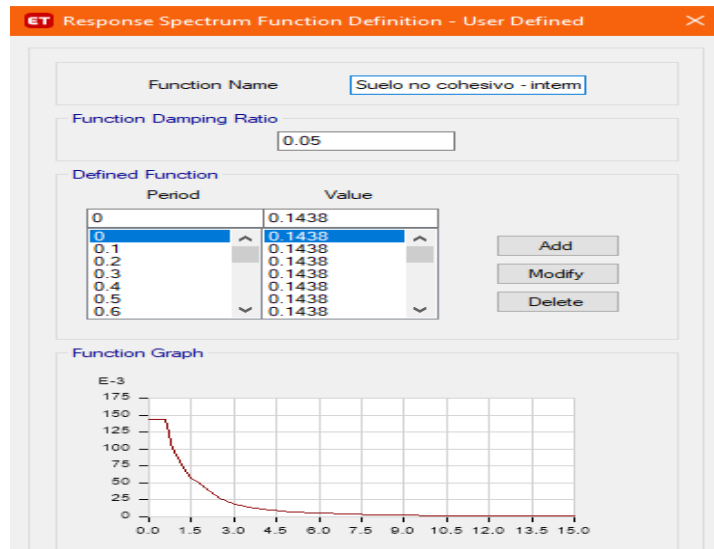 ET Response Spectrum Function Definition - User Defined
Function Name Suelo no cohesivo - interm
Function Damping Ratio
0.05
Defined Function
Period Value
0 0.1438
0 0.1438
0.1 0.1438
0.2 0.1438
0.3 0.1438
0.4 0.1438
0.5 0.1438
0.6 0.1438
Add
Modify
Delete
Function Graph
E-3
175
150
125
100
75
50
25
0
0.0 1.5 3.0 4.5 6.0 7.5 9.0 10.5 12.0 13.5 15.0